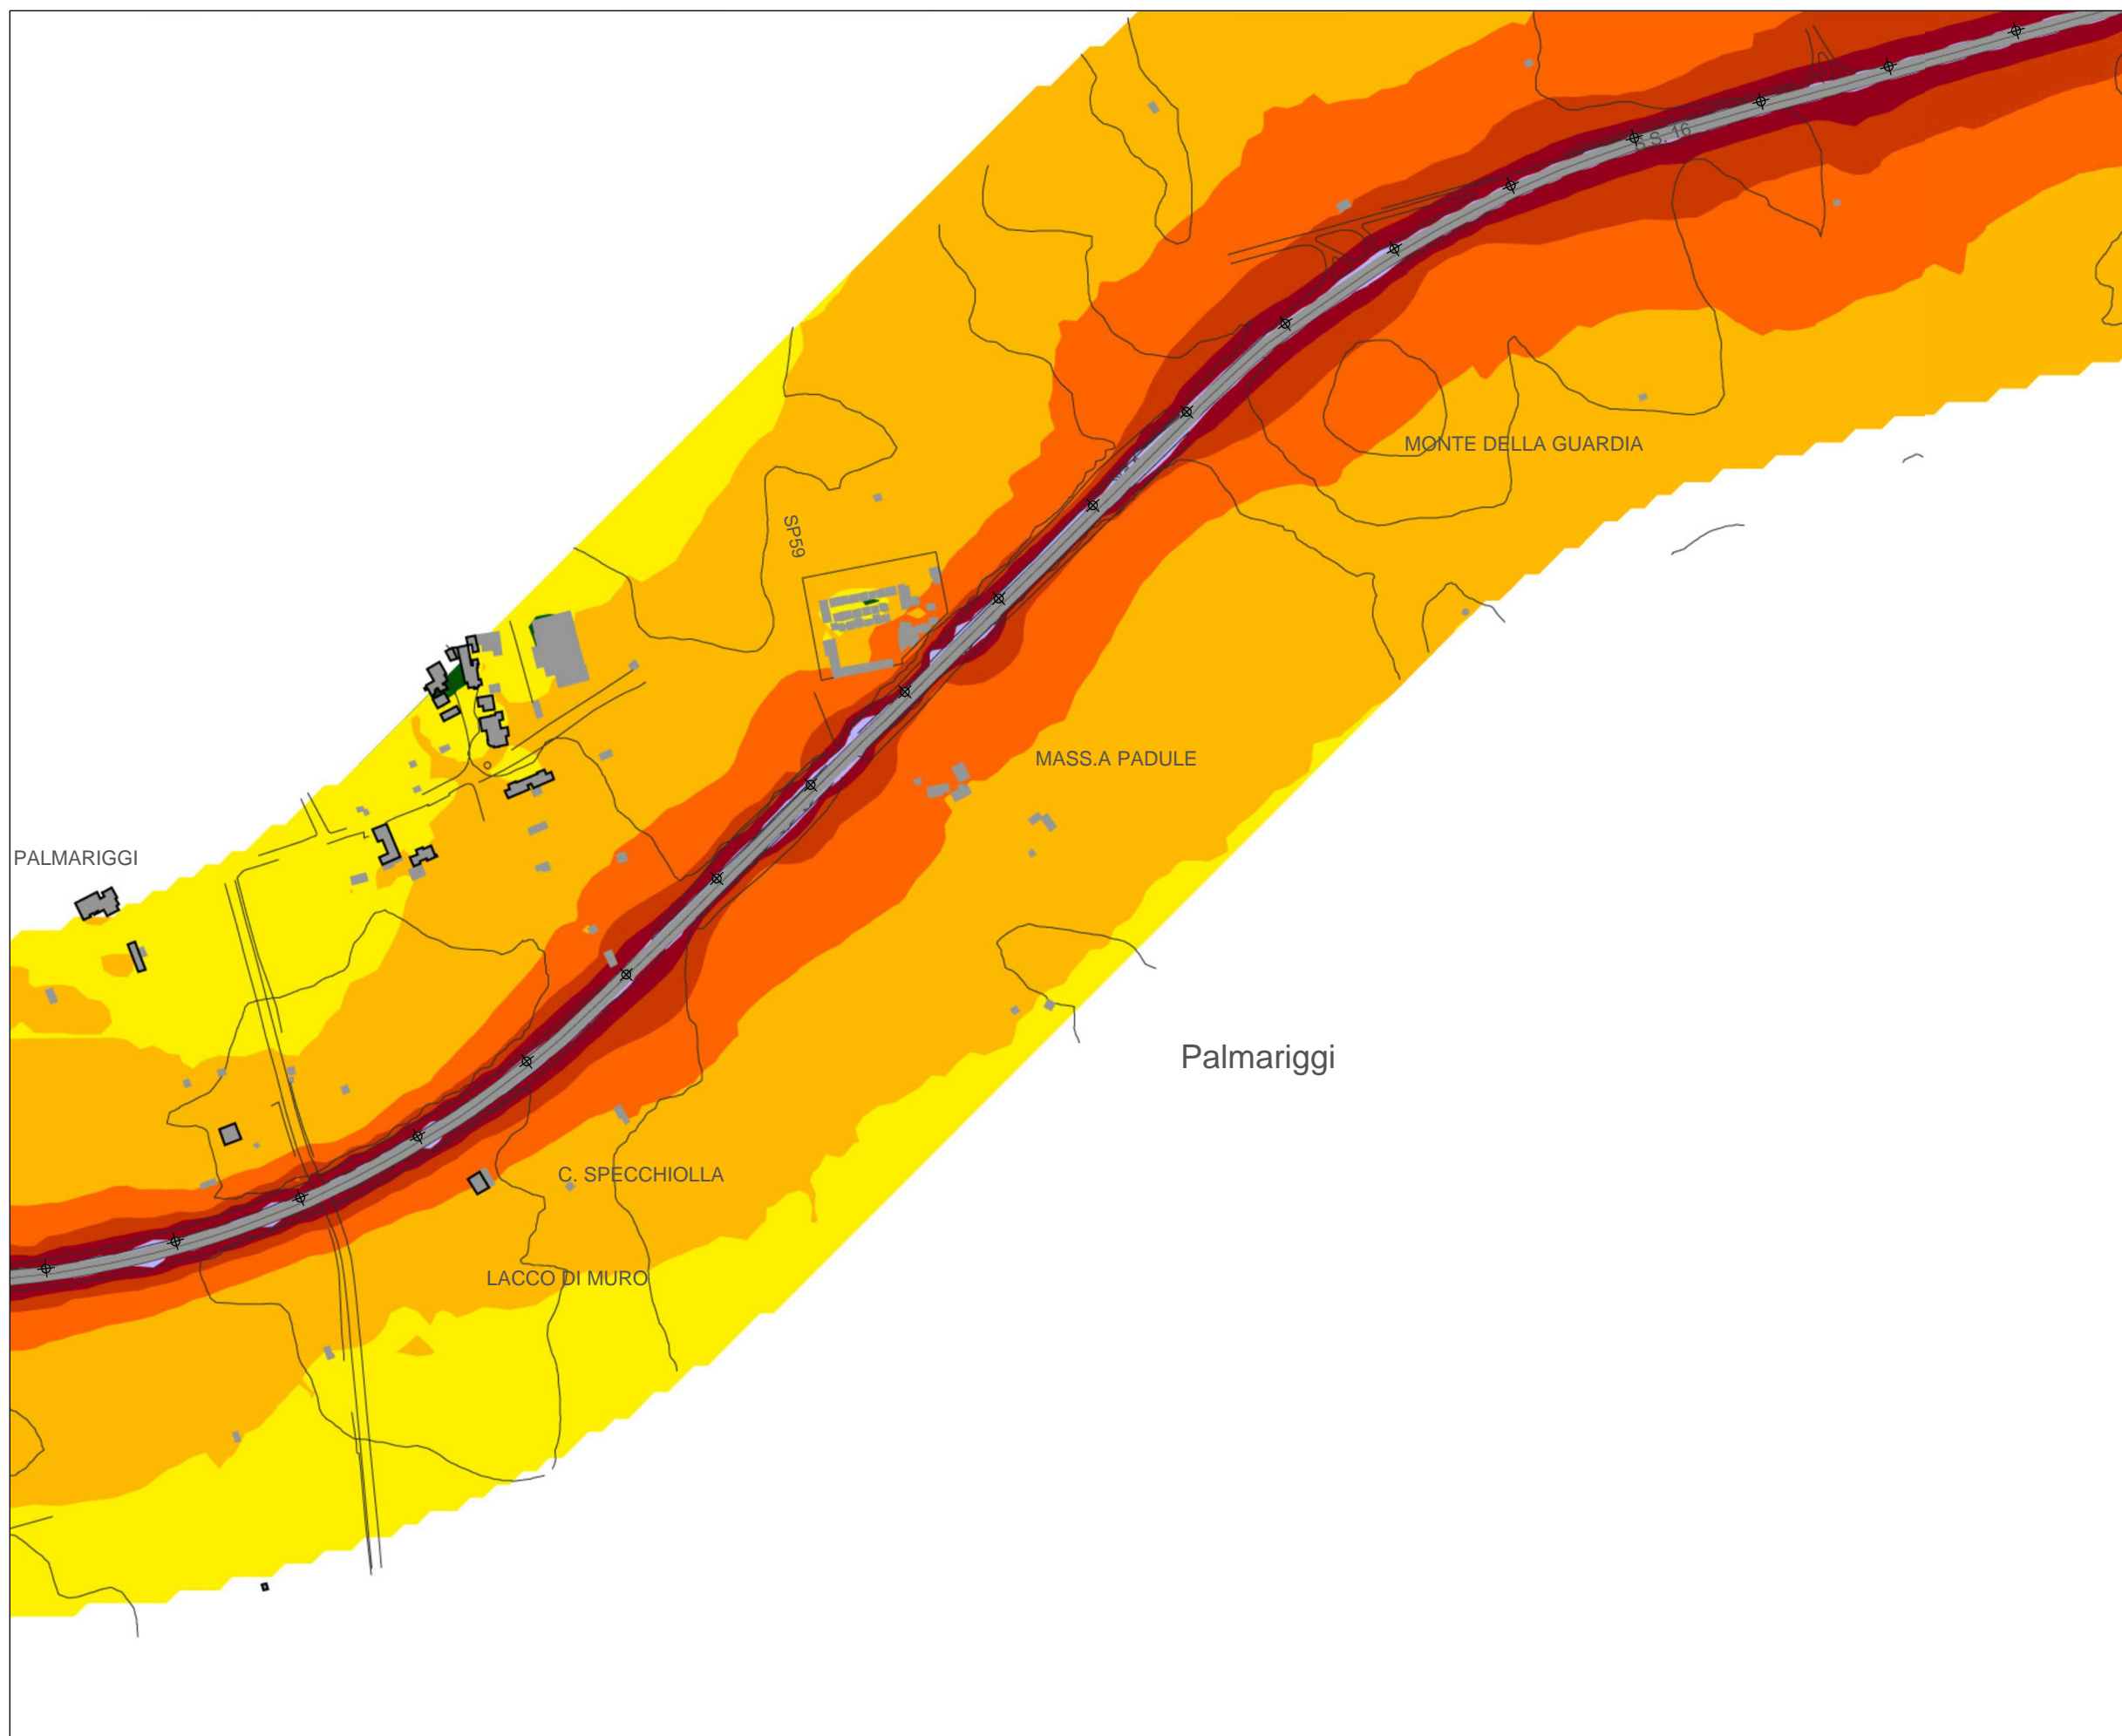 S.S. 16
MONTE DELLA GUARDIA
SP59
MASS.A PADULE
PALMARIGGI
Palmariggi
C. SPECCHIOLLA
LACCO DI MURO